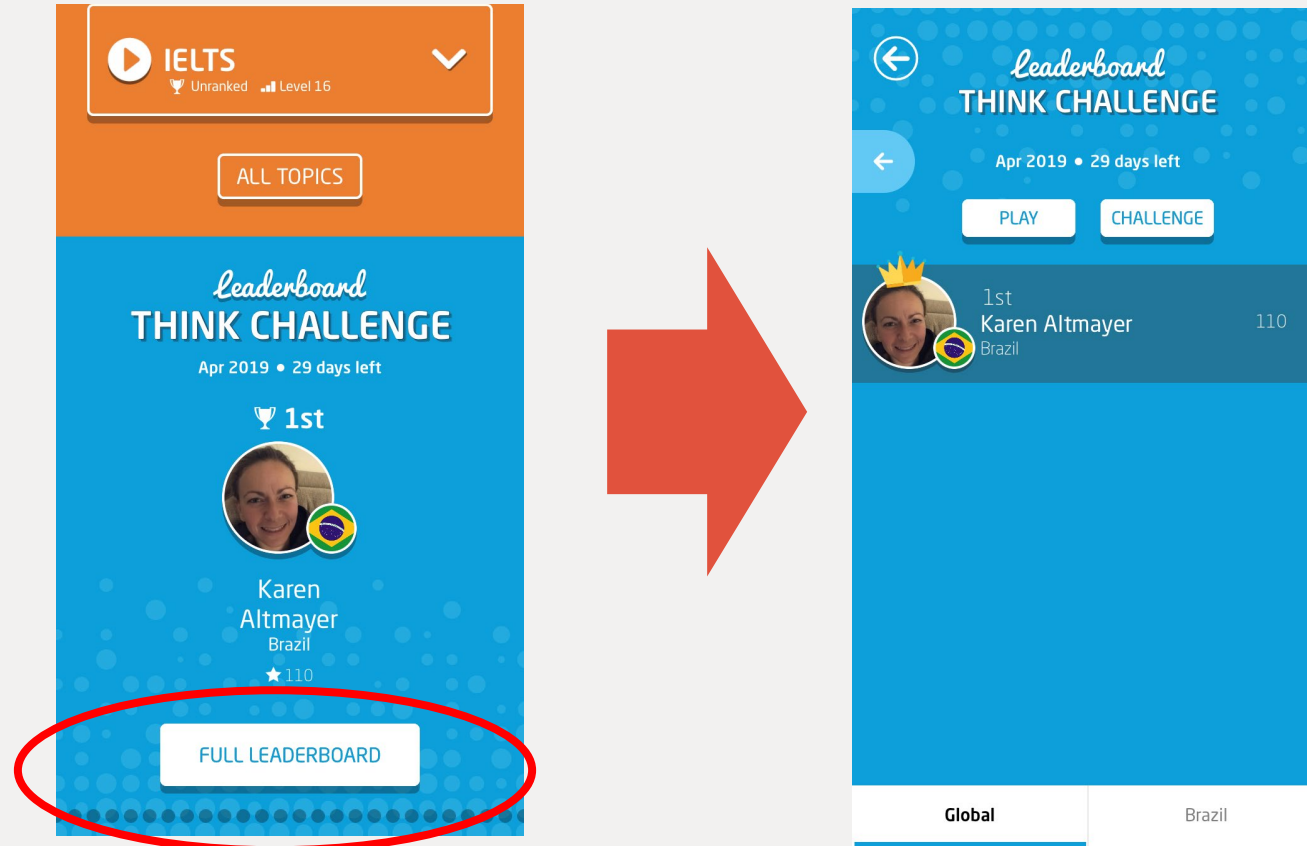 IELTS
Unranked Level 16
ALL TOPICS
Leaderboard
THINK CHALLENGE
Apr 2019 • 29 days left
1st
Karen
Altmayer
Brazil
110
FULL LEADERBOARD
Leaderboard
THINK CHALLENGE
Apr 2019 • 29 days left
PLAY CHALLENGE
1st
Karen Altmayer 110
Brazil
Global Brazil